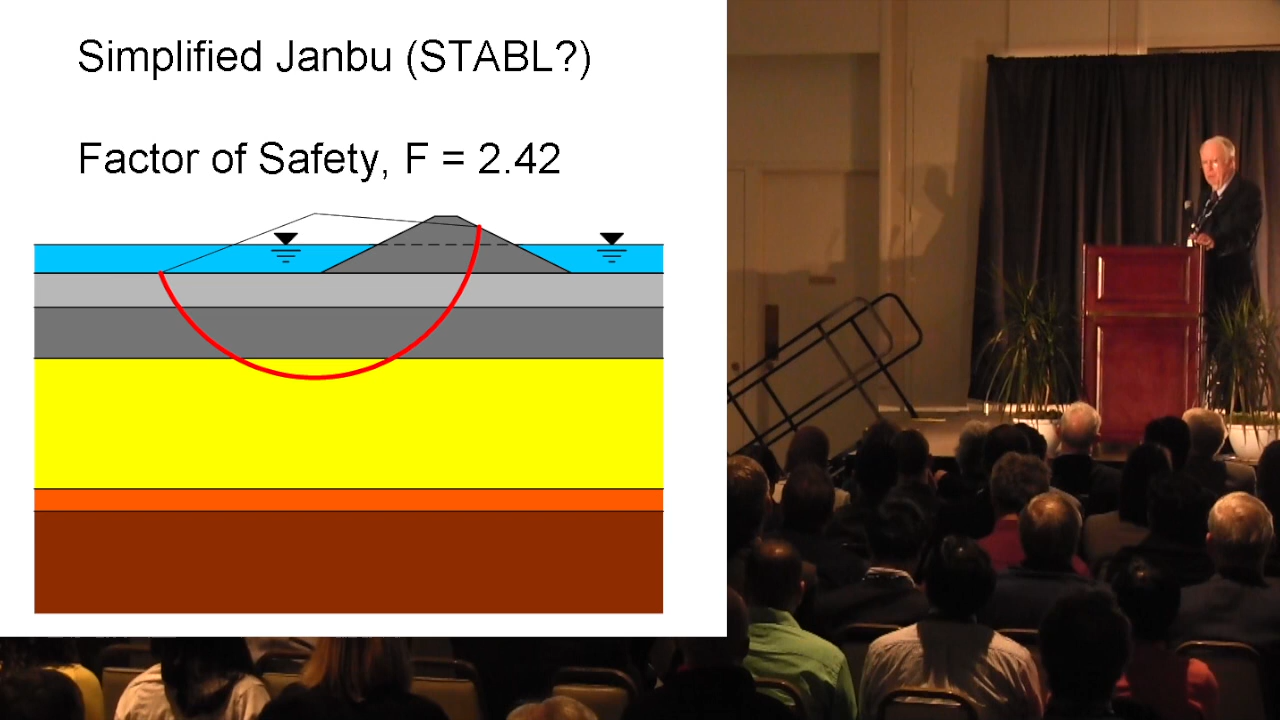 Simplified Janbu (STABL?)
Factor of Safety, F = 2.42